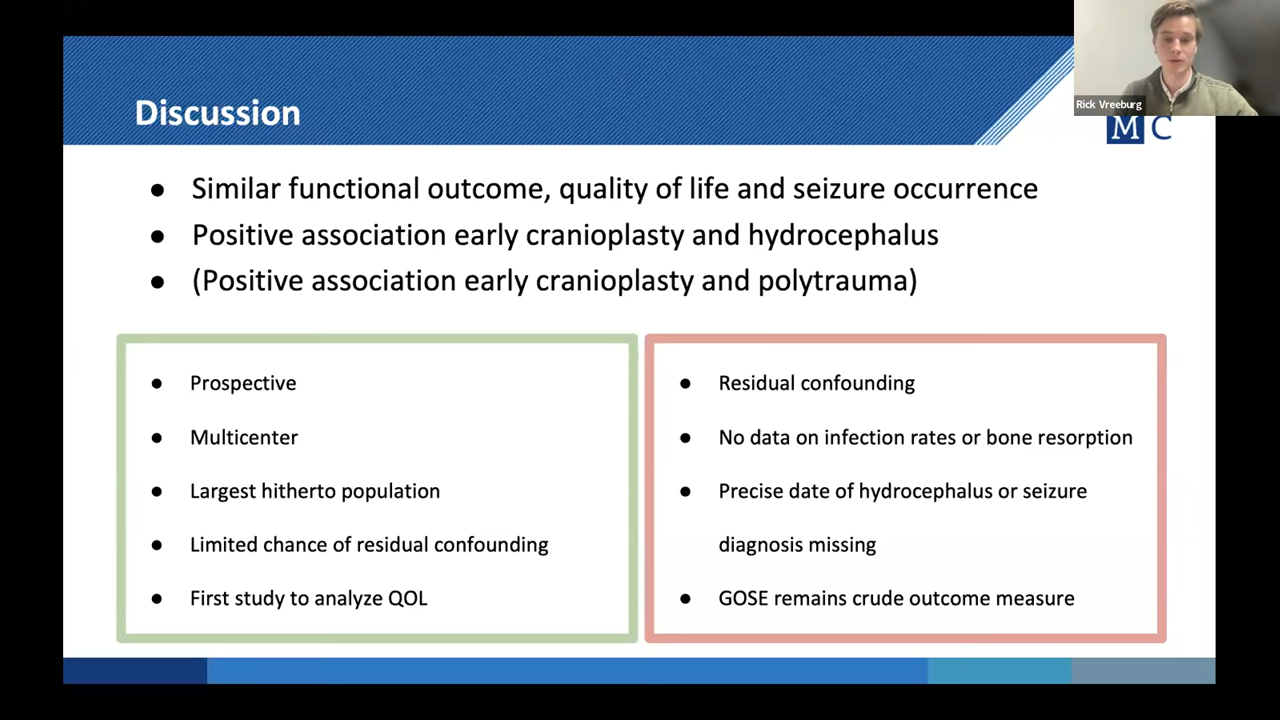 Rick Vreeburg
M C
Discussion
● Similar functional outcome, quality of life and seizure occurrence
● Positive association early cranioplasty and hydrocephalus
● (Positive association early cranioplasty and polytrauma)
● Prospective
● Multicenter
● Largest hitherto population
● Limited chance of residual confounding
● First study to analyze QOL
● Residual confounding
● No data on infection rates or bone resorption
● Precise date of hydrocephalus or seizure
diagnosis missing
● GOSE remains crude outcome measure